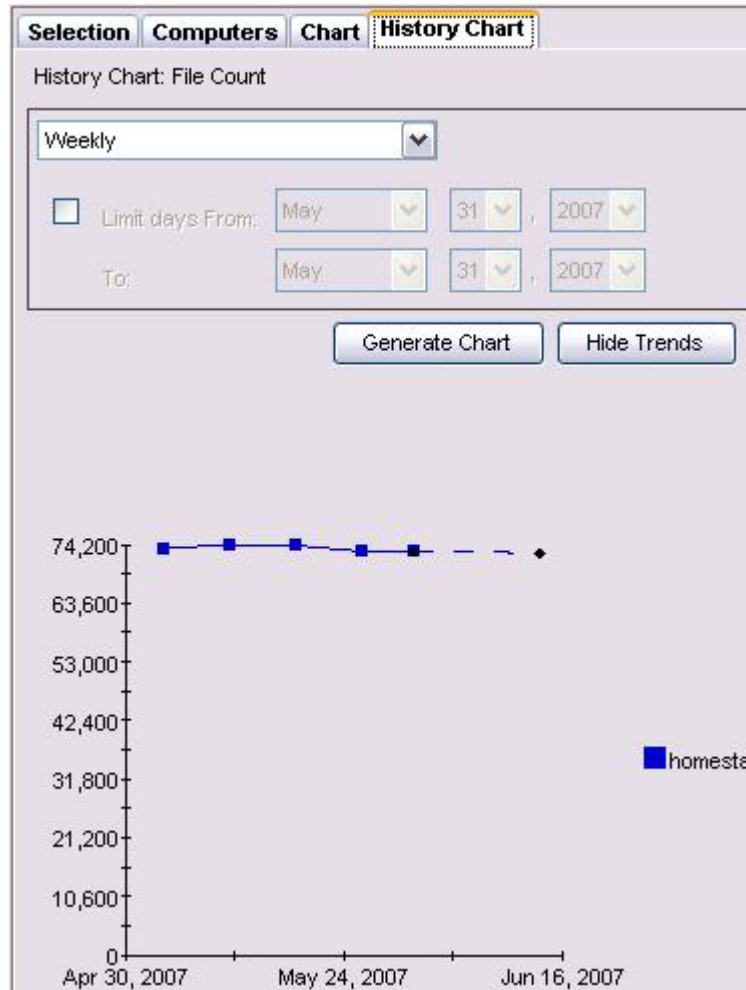 Selection Computers Chart History Chart
History Chart: File Count
Weekly
Limit days From: May 31 , 2007
To: May 31 , 2007
Generate Chart Hide Trends
74,200
63,600
53,000
42,400
31,800
homesta
21,200
10,600
0
Apr 30, 2007 May 24, 2007 Jun 16, 2007